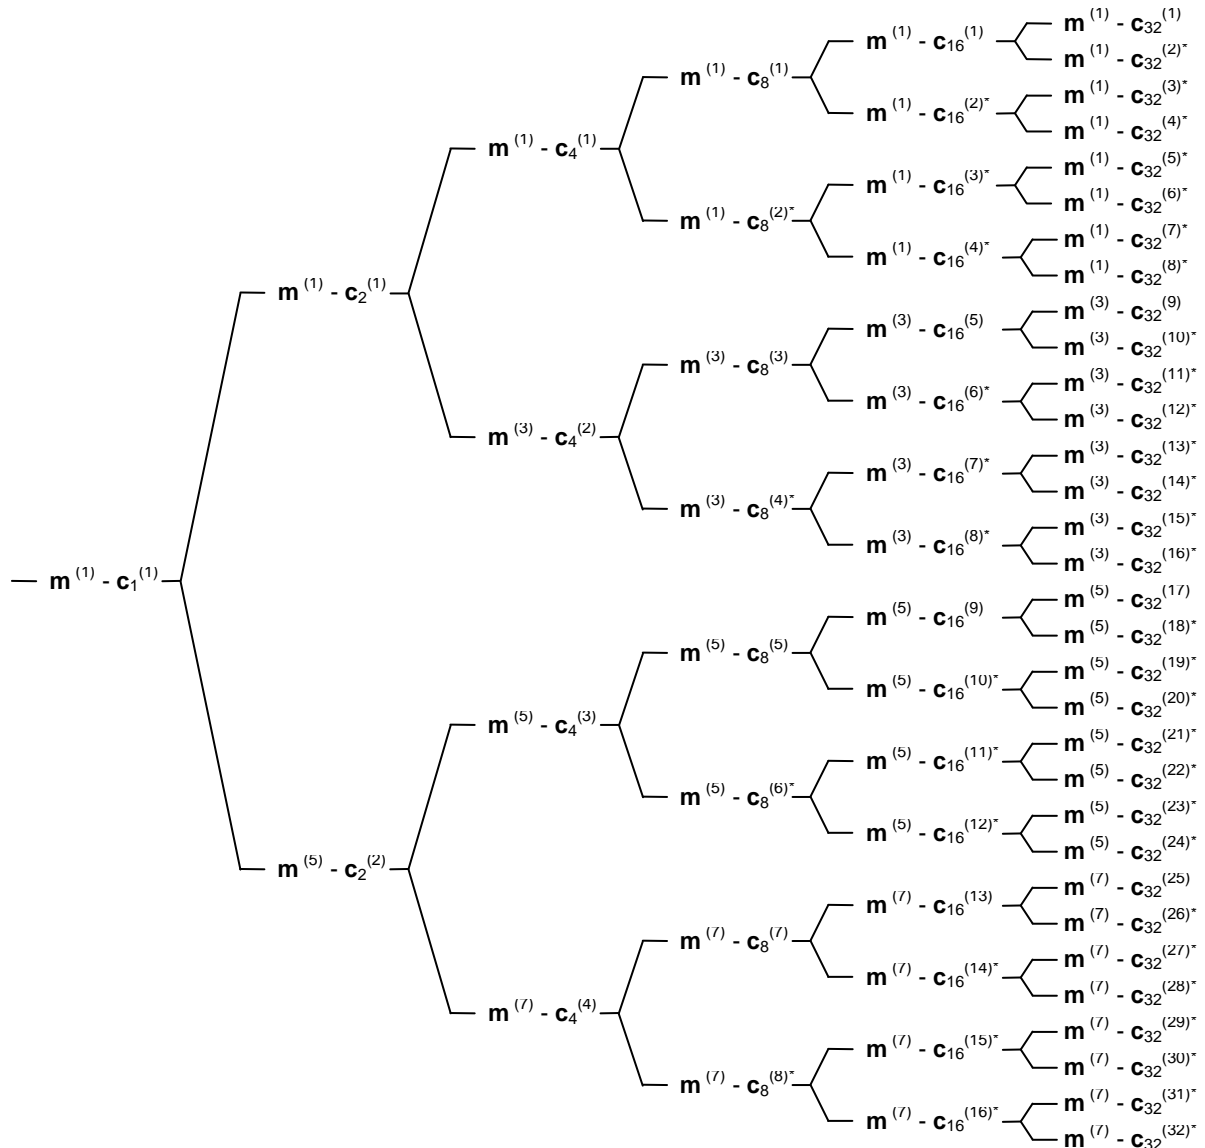 m (1) - c1(1)
m (1) - c2(1)
m (5) - c2(2)
m (1) - c4(1)
m (3) - c4(2)
m (5) - c4(3)
m (7) - c4(4)
m (1) - c8(1)
m (1) - c8(2)*
m (3) - c8(3)
m (3) - c8(4)*
m (5) - c8(5)
m (5) - c8(6)*
m (7) - c8(7)
m (7) - c8(8)*
m (1) - c16(1)
m (1) - c16(2)*
m (1) - c16(3)*
m (1) - c16(4)*
m (3) - c16(5)
m (3) - c16(6)*
m (3) - c16(7)*
m (3) - c16(8)*
m (5) - c16(9)
m (5) - c16(10)*
m (5) - c16(11)*
m (5) - c16(12)*
m (7) - c16(13)
m (7) - c16(14)*
m (7) - c16(15)*
m (7) - c16(16)*
m (1) - c32(1)
m (1) - c32(2)*
m (1) - c32(3)*
m (1) - c32(4)*
m (1) - c32(5)*
m (1) - c32(6)*
m (1) - c32(7)*
m (1) - c32(8)*
m (3) - c32(9)
m (3) - c32(10)*
m (3) - c32(11)*
m (3) - c32(12)*
m (3) - c32(13)*
m (3) - c32(14)*
m (3) - c32(15)*
m (3) - c32(16)*
m (5) - c32(17)
m (5) - c32(18)*
m (5) - c32(19)*
m (5) - c32(20)*
m (5) - c32(21)*
m (5) - c32(22)*
m (5) - c32(23)*
m (5) - c32(24)*
m (7) - c32(25)
m (7) - c32(26)*
m (7) - c32(27)*
m (7) - c32(28)*
m (7) - c32(29)*
m (7) - c32(30)*
m (7) - c32(31)*
m (7) - c32(32)*